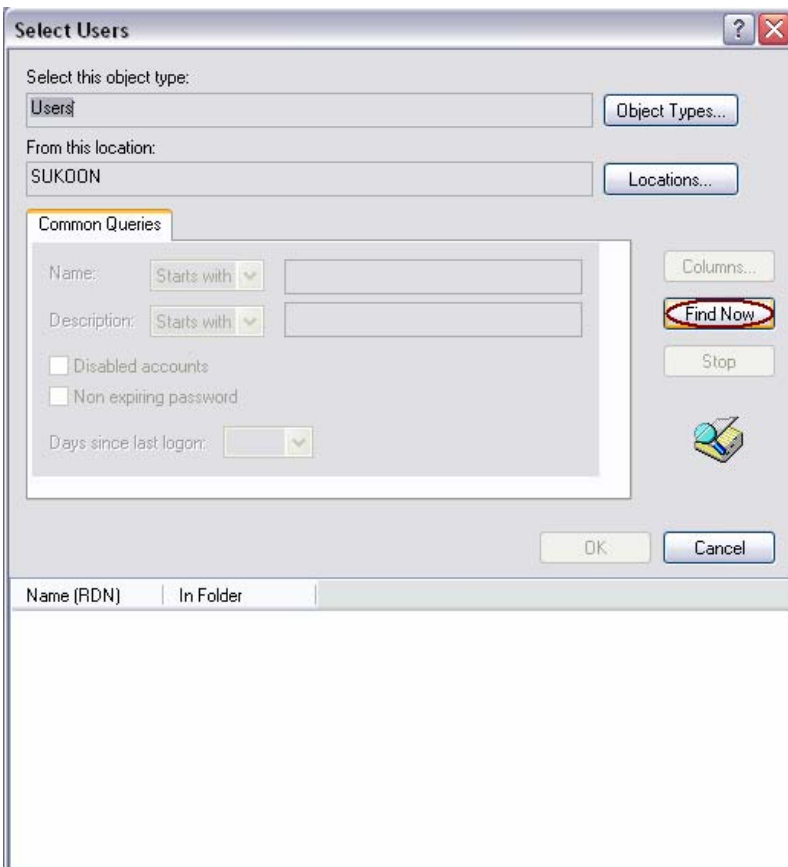 Select Users
Select this object type:
Users
Object Types...
From this location:
SUKOON
Locations...
Common Queries
Name:
Starts with
Columns...
Description:
Starts with
Find Now
Disabled accounts
Stop
Non expiring password
Days since last logon:
OK
Cancel
Name (RDN)
In Folder